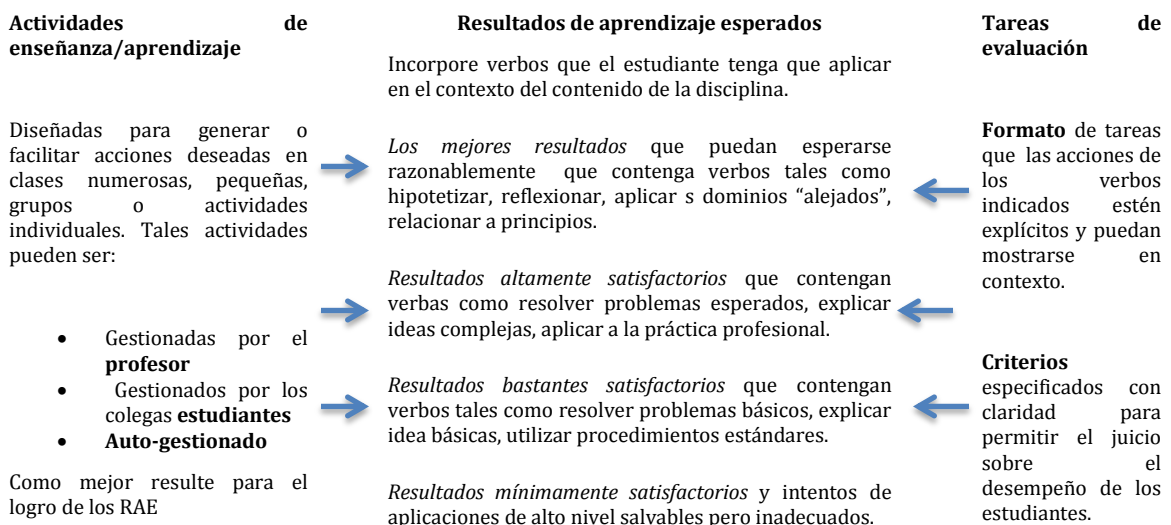 Actividades de
enseñanza/aprendizaje
Diseñadas para generar o
facilitar acciones deseadas en
clases numerosas, pequeñas,
grupos o actividades
individuales. Tales actividades
pueden ser:
• Gestionadas por el
profesor
• Gestionados por los
colegas estudiantes
• Auto-gestionado
Como mejor resulte para el
logro de los RAE
Resultados de aprendizaje esperados
Incorpore verbos que el estudiante tenga que aplicar
en el contexto del contenido de la disciplina.
Los mejores resultados que puedan esperarse
razonablemente que contenga verbos tales como
hipotetizar, reflexionar, aplicar s dominios “alejados”,
relacionar a principios.
Resultados altamente satisfactorios que contengan
verbas como resolver problemas esperados, explicar
ideas complejas, aplicar a la práctica profesional.
Resultados bastantes satisfactorios que contengan
verbos tales como resolver problemas básicos, explicar
idea básicas, utilizar procedimientos estándares.
Resultados mínimamente satisfactorios y intentos de
aplicaciones de alto nivel salvables pero inadecuados.
Tareas de
evaluación
Formato de tareas
que las acciones de
los verbos
indicados estén
explícitos y puedan
mostrarse en
contexto.
Criterios
especificados con
claridad para
permitir el juicio
sobre el
desempeño de los
estudiantes.